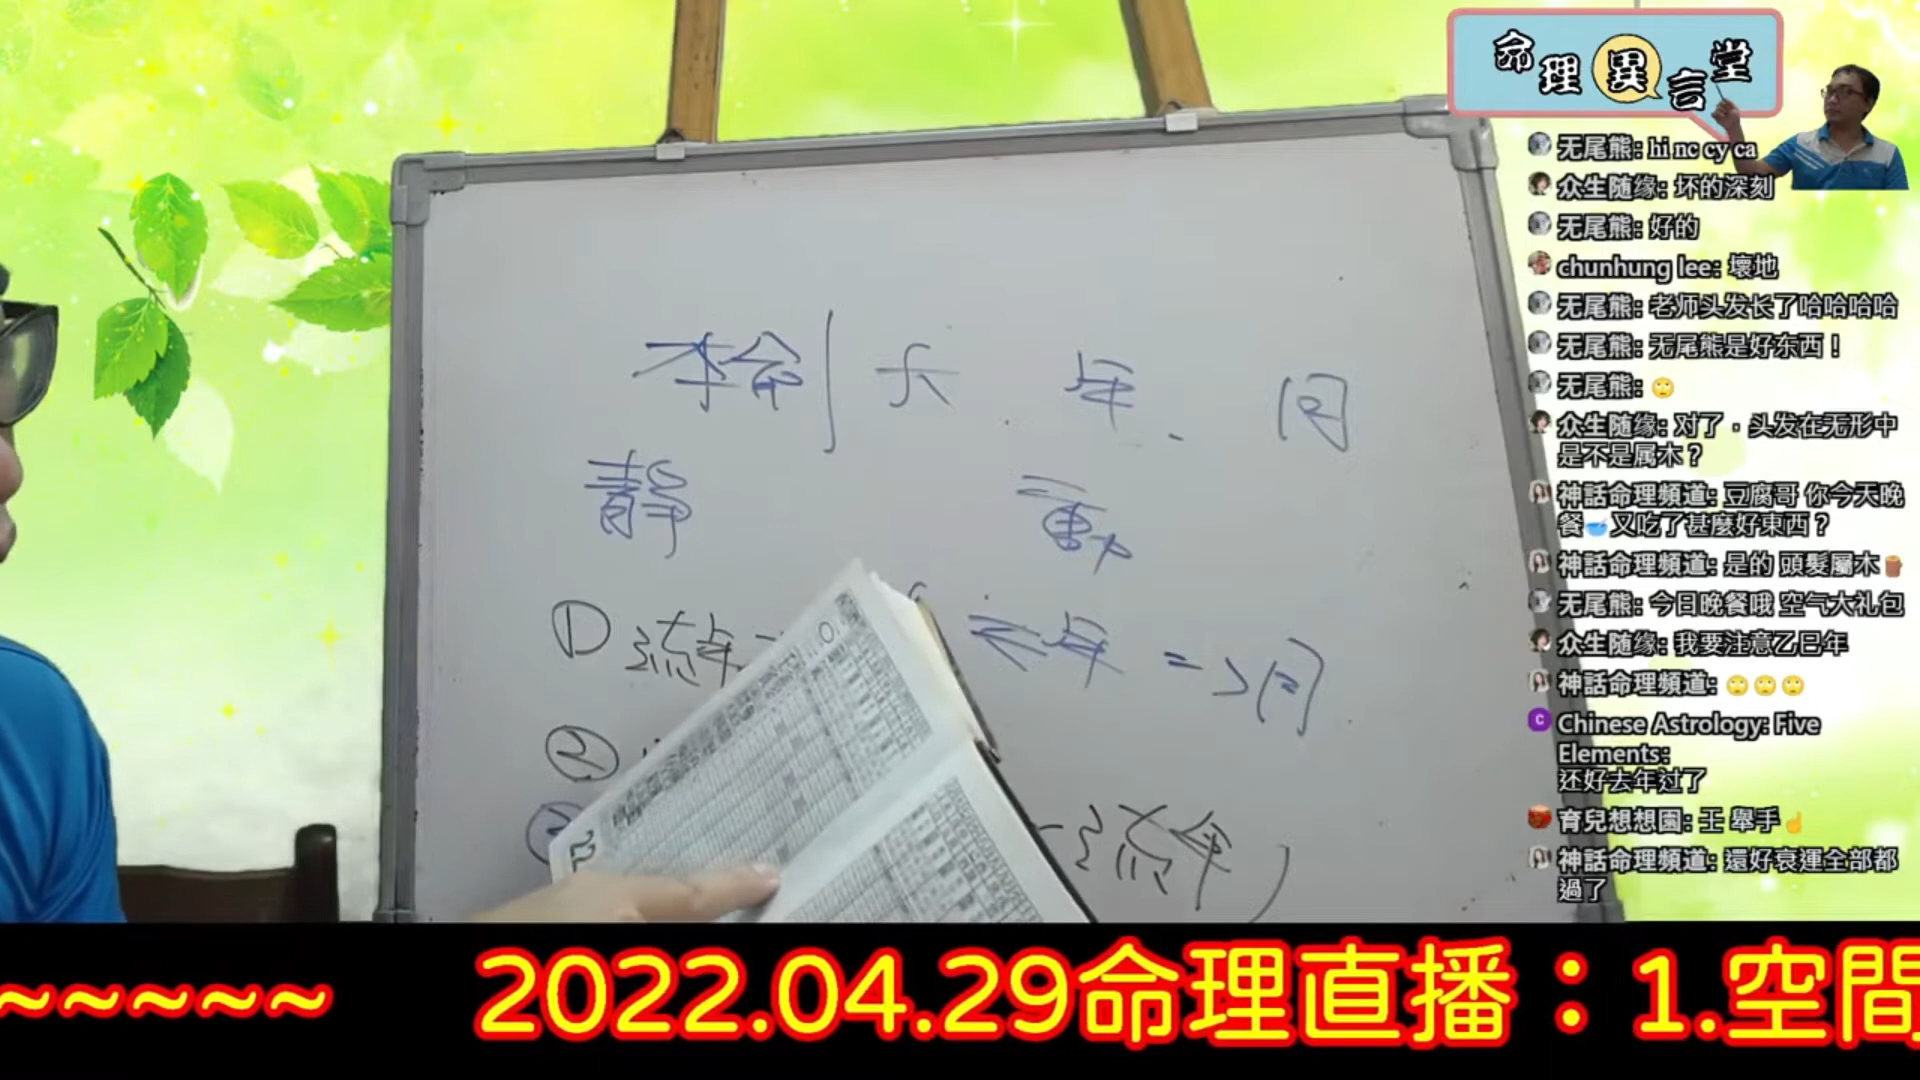 命理異言堂
无尾熊: hi nc cy ca
众生随缘: 坏的深刻
无尾熊: 好的
chunhung lee: 壞地
无尾熊: 老师头发长了哈哈哈哈
无尾熊: 无尾熊是好东西！
无尾熊: 🙄
众生随缘: 对了，头发在无形中
是不是属木？
神話命理頻道: 豆腐哥 你今天晚
餐🥣又吃了甚麼好東西？
神話命理頻道: 是的 頭髮屬木🪵
无尾熊: 今日晚餐哦 空气大礼包
众生随缘: 我要注意乙巳年
神話命理頻道: 🙄🙄🙄
Chinese Astrology: Five
Elements:
还好去年过了
育兒想想園: 王 舉手☝
神話命理頻道: 還好衰運全部都
過了
本命 大 年、月
靜 動
① 流年 年 => 月
②
流年)
~~~~~ 2022.04.29命理直播：1.空間